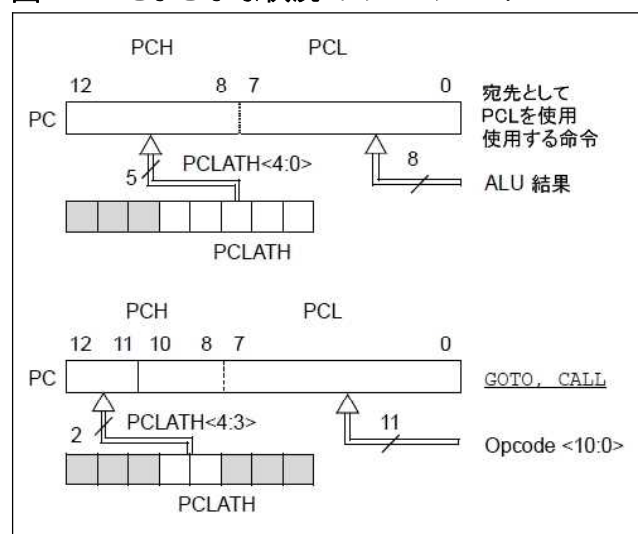 PCH PCL
12 8 7 0
PC
宛先として
PCLを使用
使用する命令
5 PCLATH<4:0>
8
ALU 結果
PCLATH
PCH PCL
12 11 10 8 7 0
PC
GOTO、CALL
2 PCLATH<4:3>
11
Opcode <10:0>
PCLATH